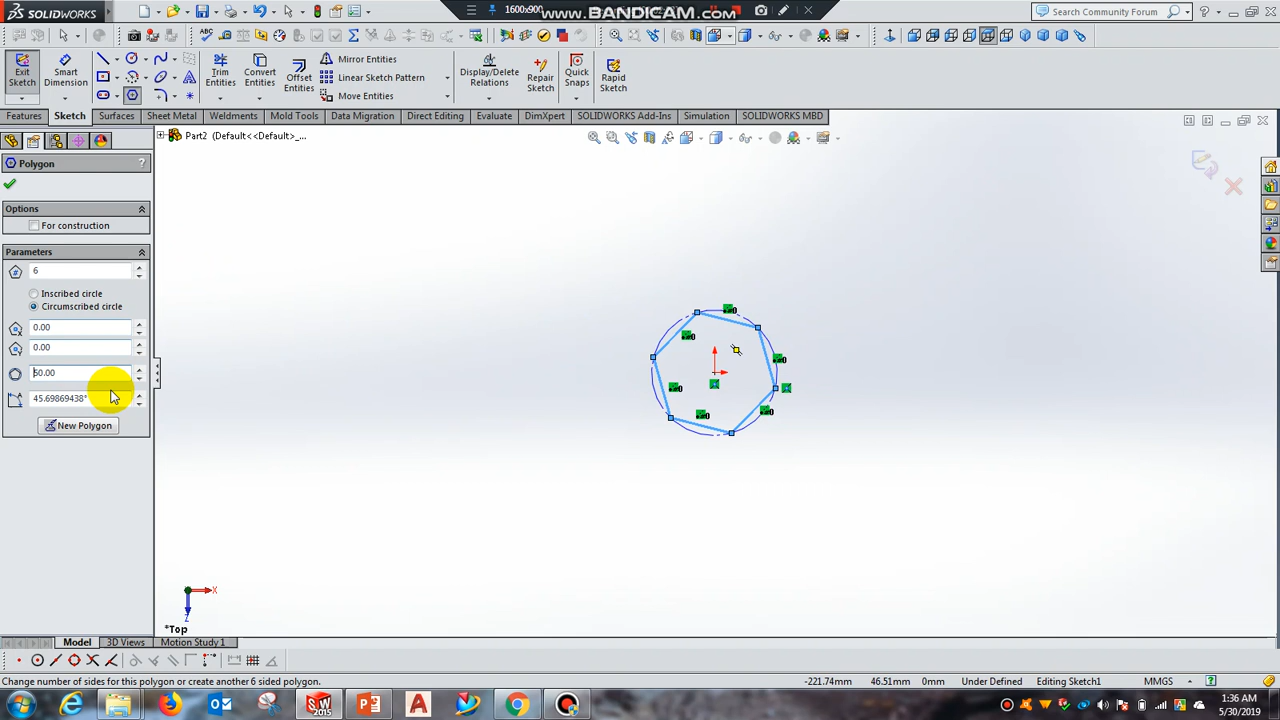 SOLIDWORKS
1600x900
www.BANDICAM.com
Search Community Forum
Exit Sketch
Smart Dimension
Trim Entities
Convert Entities
Offset Entities
Mirror Entities
Linear Sketch Pattern
Move Entities
Display/Delete Relations
Repair Sketch
Quick Snaps
Rapid Sketch
Features
Sketch
Surfaces
Sheet Metal
Weldments
Mold Tools
Data Migration
Direct Editing
Evaluate
DimXpert
SOLIDWORKS Add-Ins
Simulation
SOLIDWORKS MBD
Part2 (Default<<Default>_...
Polygon
?
Options
For construction
Parameters
6
Inscribed circle
Circumscribed circle
0.00
0.00
60.00
45.69869438°
New Polygon
X
Z
*Top
Model
3D Views
Motion Study 1
Change number of sides for this polygon or create another 6 sided polygon.
-221.74mm
46.51mm
0mm
Under Defined
Editing Sketch1
MMGS
SW
2015
1:36 AM
5/30/2019